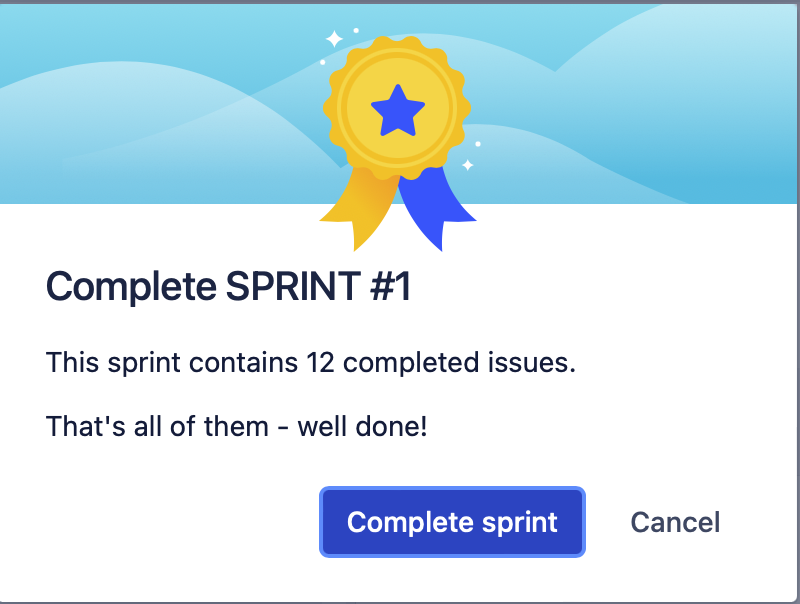 Complete SPRINT #1
This sprint contains 12 completed issues.
That's all of them - well done!
Complete sprint
Cancel